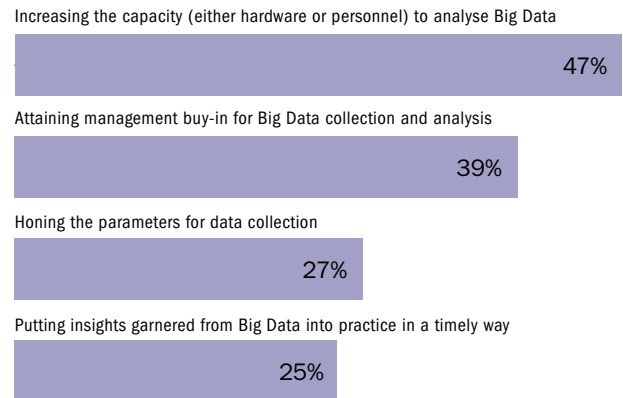 Increasing the capacity (either hardware or personnel) to analyse Big Data
47%
Attaining management buy-in for Big Data collection and analysis
39%
Honing the parameters for data collection
27%
Putting insights garnered from Big Data into practice in a timely way
25%